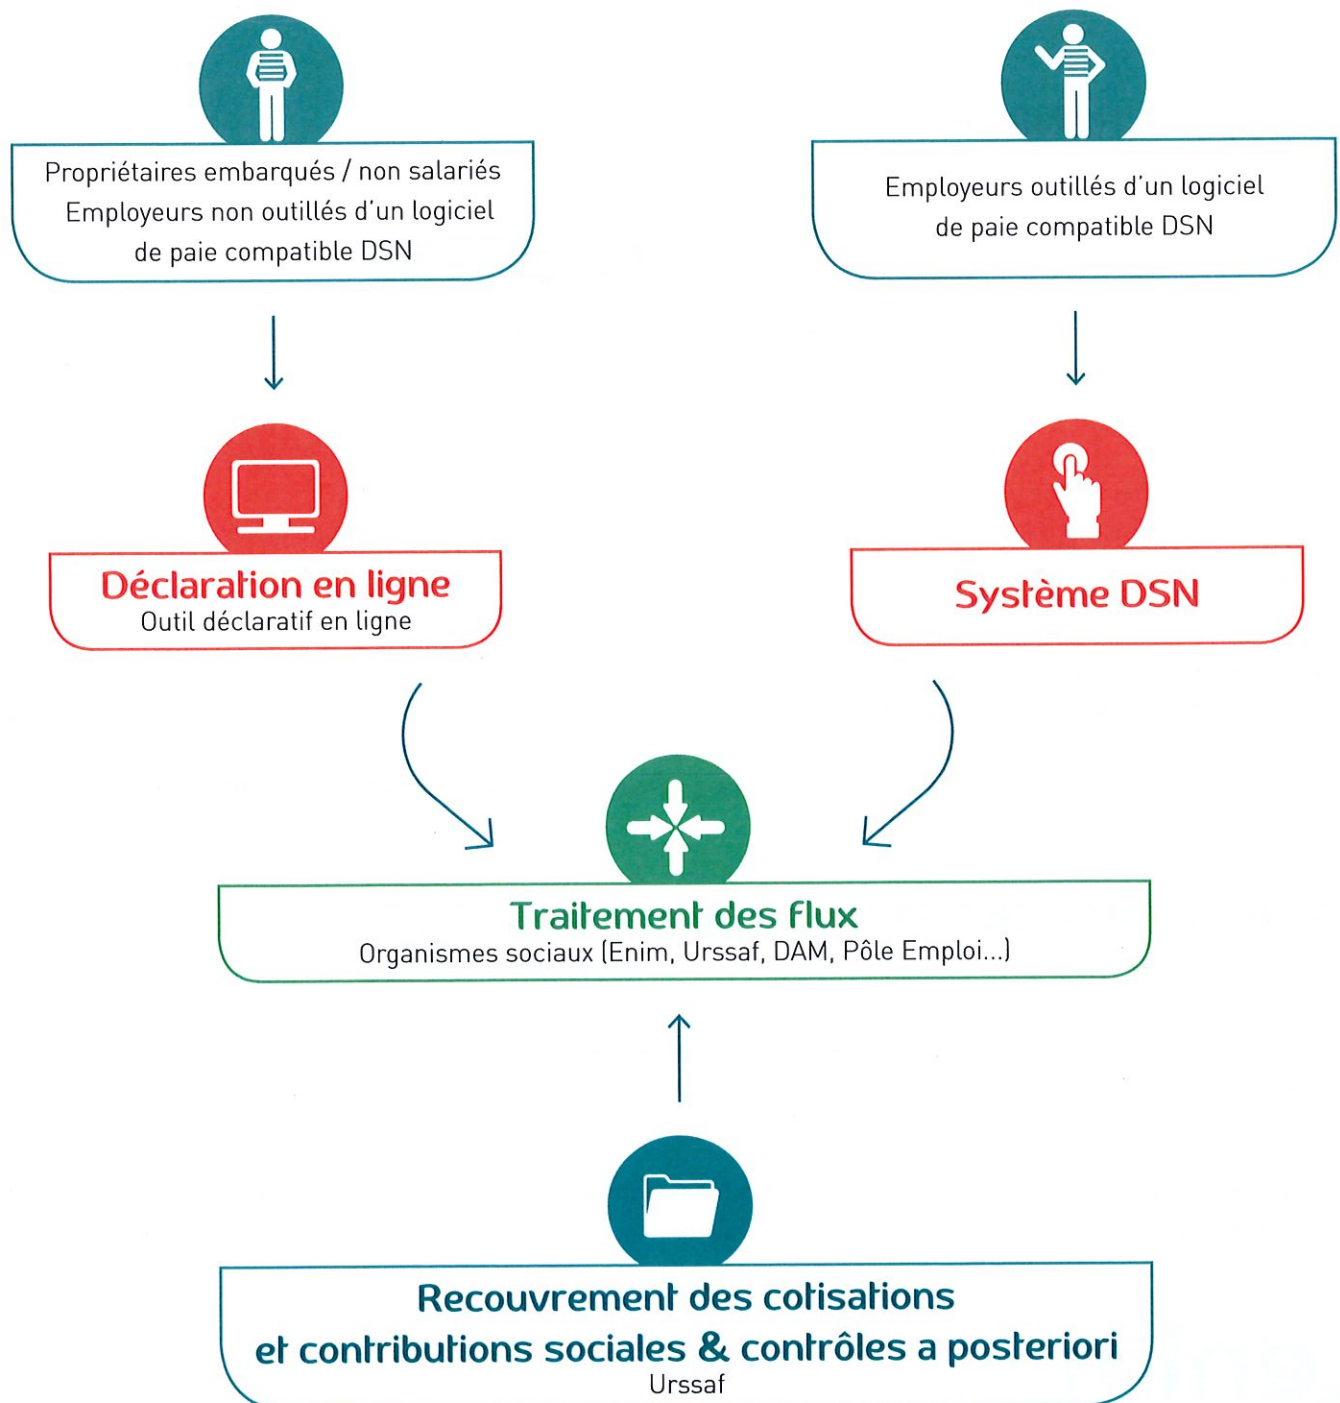 Propriétaires embarqués / non salariés
Employeurs non outillés d'un logiciel
de paie compatible DSN
Employeurs outillés d'un logiciel
de paie compatible DSN
Déclaration en ligne
Outil déclaratif en ligne
Système DSN
Traitement des flux
Organismes sociaux (Enim, Urssaf, DAM, Pôle Emploi...)
Recouvrement des cotisations
et contributions sociales & contrôles a posteriori
Urssaf